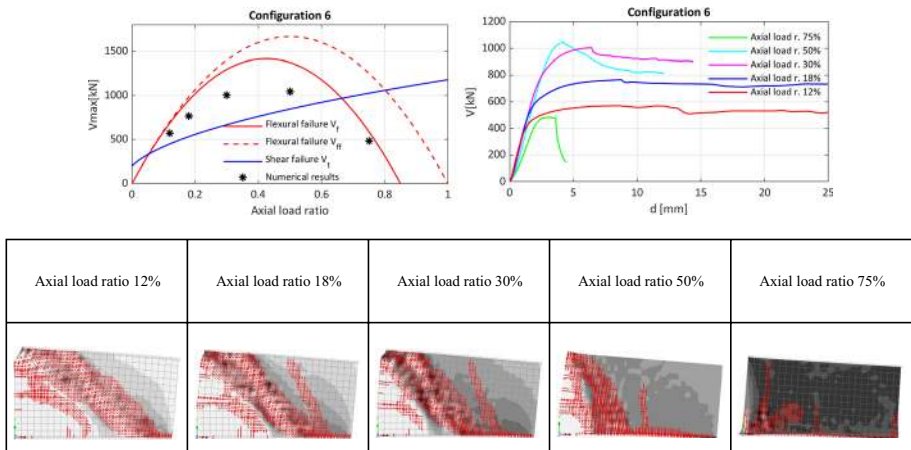 Configuration 6
Vmax[kN]
1500
1000
500
0
0
0.2
0.4
0.6
0.8
1
Axial load ratio
Flexural failure V_f
Flexural failure V_ff
Shear failure V_t
Numerical results
Configuration 6
V[kN]
1200
1000
800
600
400
200
0
0
5
10
15
20
25
d [mm]
Axial load r. 75%
Axial load r. 50%
Axial load r. 30%
Axial load r. 18%
Axial load r. 12%
Axial load ratio 12%
Axial load ratio 18%
Axial load ratio 30%
Axial load ratio 50%
Axial load ratio 75%